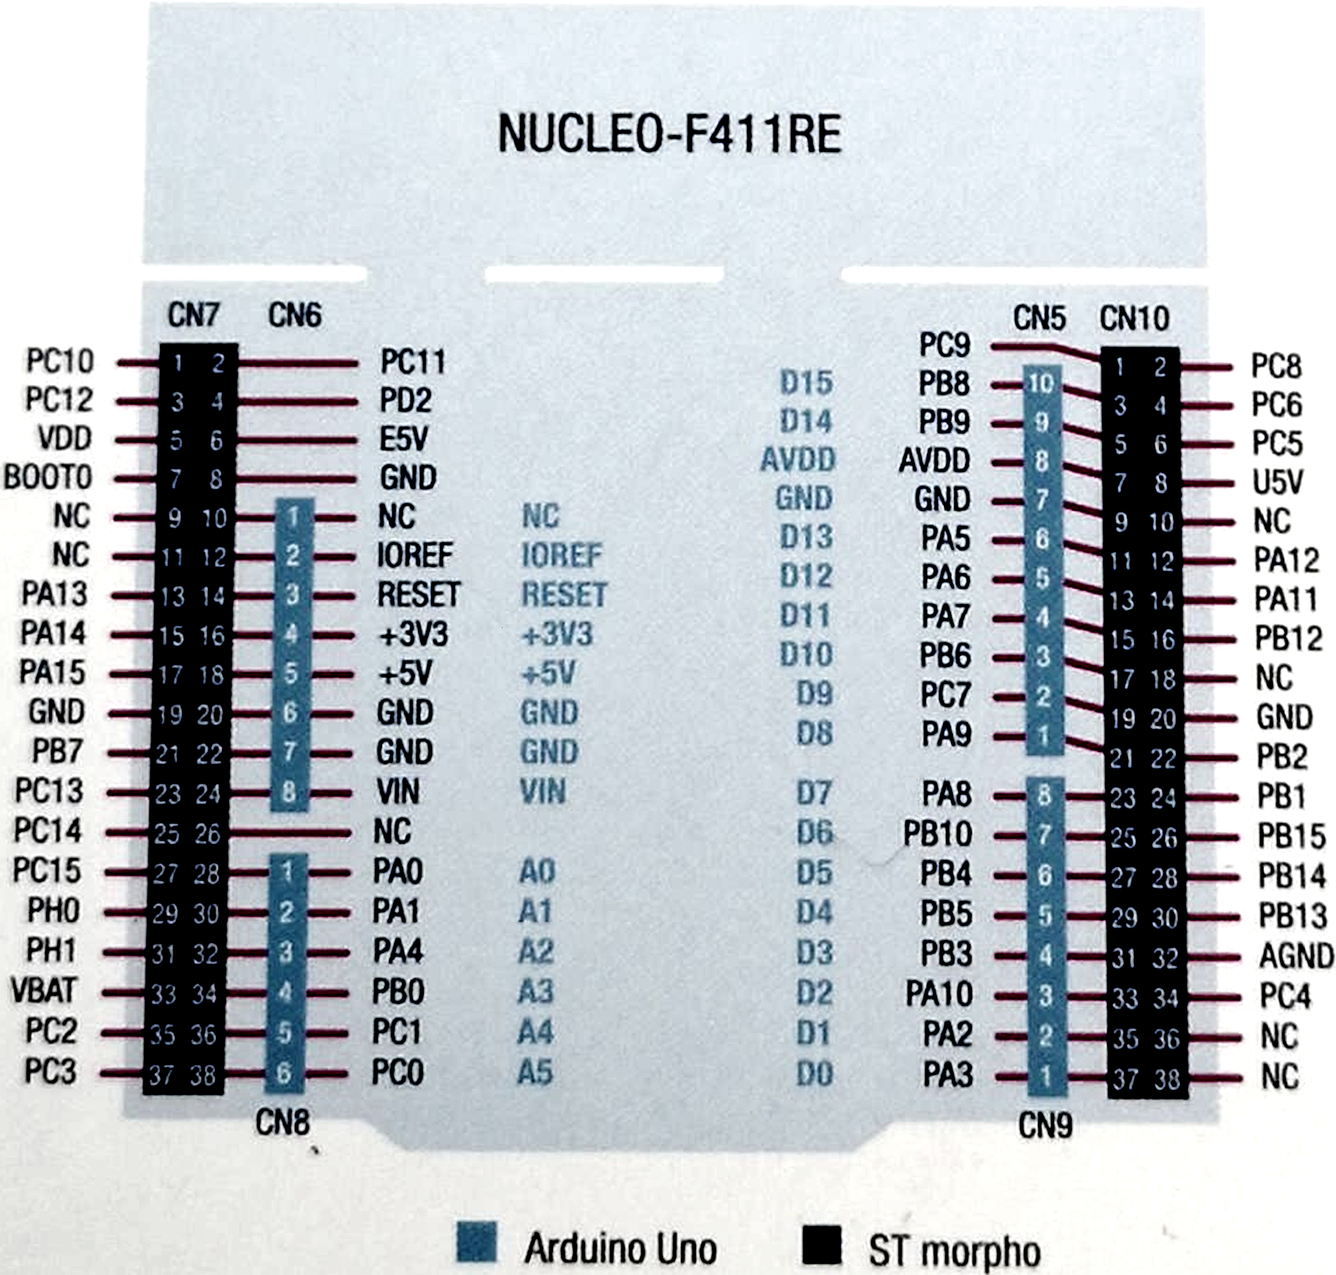 NUCLEO-F411RE
CN7 CN6 CN5 CN10
PC9
PC10 1 2 PC11 1 2 PC8
D15 PB8 10
PC12 3 4 PD2 3 4 PC6
D14 PB9 9
VDD 5 6 E5V 5 6 PC5
AVDD AVDD 8
BOOT0 7 8 GND 7 8 U5V
GND GND 7
NC 9 10 1 NC NC 9 10 NC
D13 PA5 6
NC 11 12 2 IOREF IOREF 11 12 PA12
D12 PA6 5
PA13 13 14 3 RESET RESET 13 14 PA11
D11 PA7 4
PA14 15 16 4 +3V3 +3V3 15 16 PB12
D10 PB6 3
PA15 17 18 5 +5V +5V 17 18 NC
D9 PC7 2
GND 19 20 6 GND GND 19 20 GND
D8 PA9 1
PB7 21 22 7 GND GND 21 22 PB2
PC13 23 24 8 VIN VIN D7 PA8 8 23 24 PB1
PC14 25 26 NC D6 PB10 7 25 26 PB15
PC15 27 28 1 PA0 A0 D5 PB4 6 27 28 PB14
PH0 29 30 2 PA1 A1 D4 PB5 5 29 30 PB13
PH1 31 32 3 PA4 A2 D3 PB3 4 31 32 AGND
VBAT 33 34 4 PB0 A3 D2 PA10 3 33 34 PC4
PC2 35 36 5 PC1 A4 D1 PA2 2 35 36 NC
PC3 37 38 6 PC0 A5 D0 PA3 1 37 38 NC
CN8 CN9
Arduino Uno ST morpho